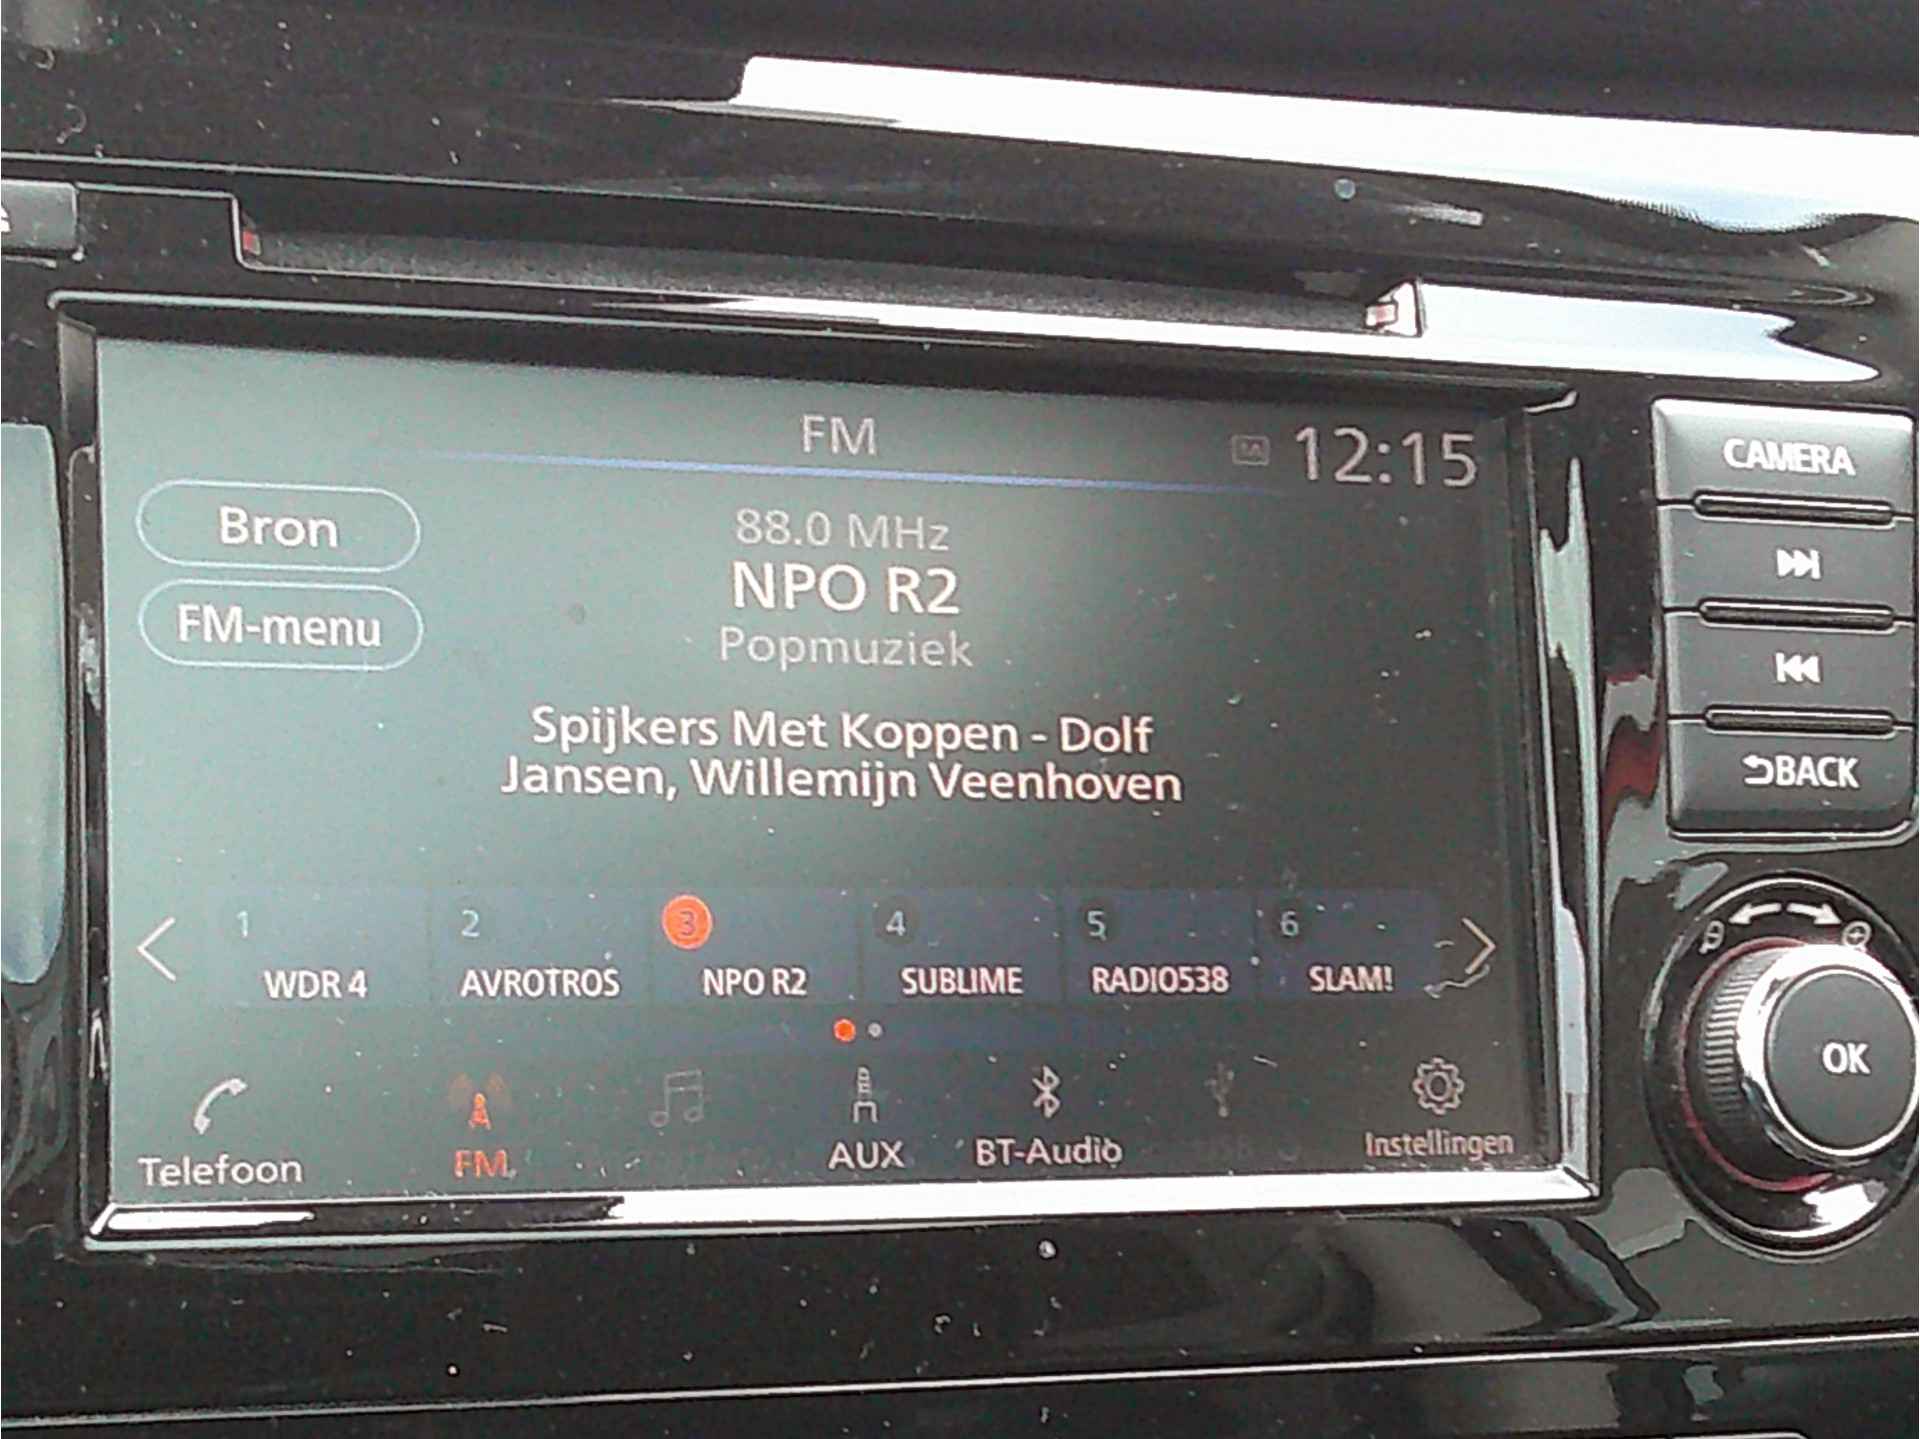 FM
12:15
Bron
FM-menu
88.0 MHz
NPO R2
Popmuziek
Spijkers Met Koppen - Dolf
Jansen, Willemijn Veenhoven
1 2 3 4 5 6
WDR 4 AVROTROS NPO R2 SUBLIME RADIO538 SLAM!
Telefoon FM AUX BT-Audio Instellingen
CAMERA
BACK
OK